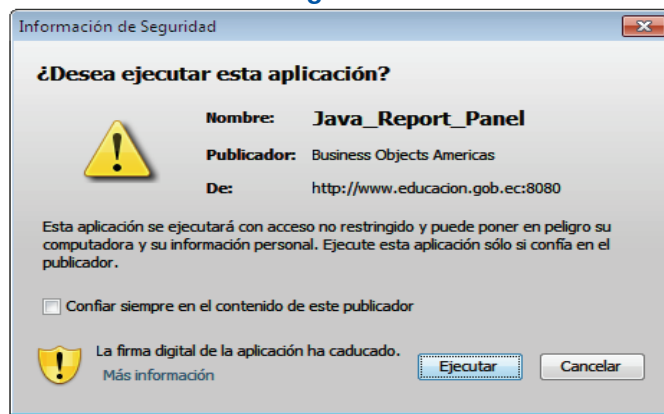 Información de Seguridad
¿Desea ejecutar esta aplicación?
Nombre: Java_Report_Panel
Publicador: Business Objects Americas
De: http://www.educacion.gob.ec:8080
Esta aplicación se ejecutará con acceso no restringido y puede poner en peligro su
computadora y su información personal. Ejecute esta aplicación sólo si confía en el
publicador.
Confiar siempre en el contenido de este publicador
La firma digital de la aplicación ha caducado.
Más información
Ejecutar
Cancelar